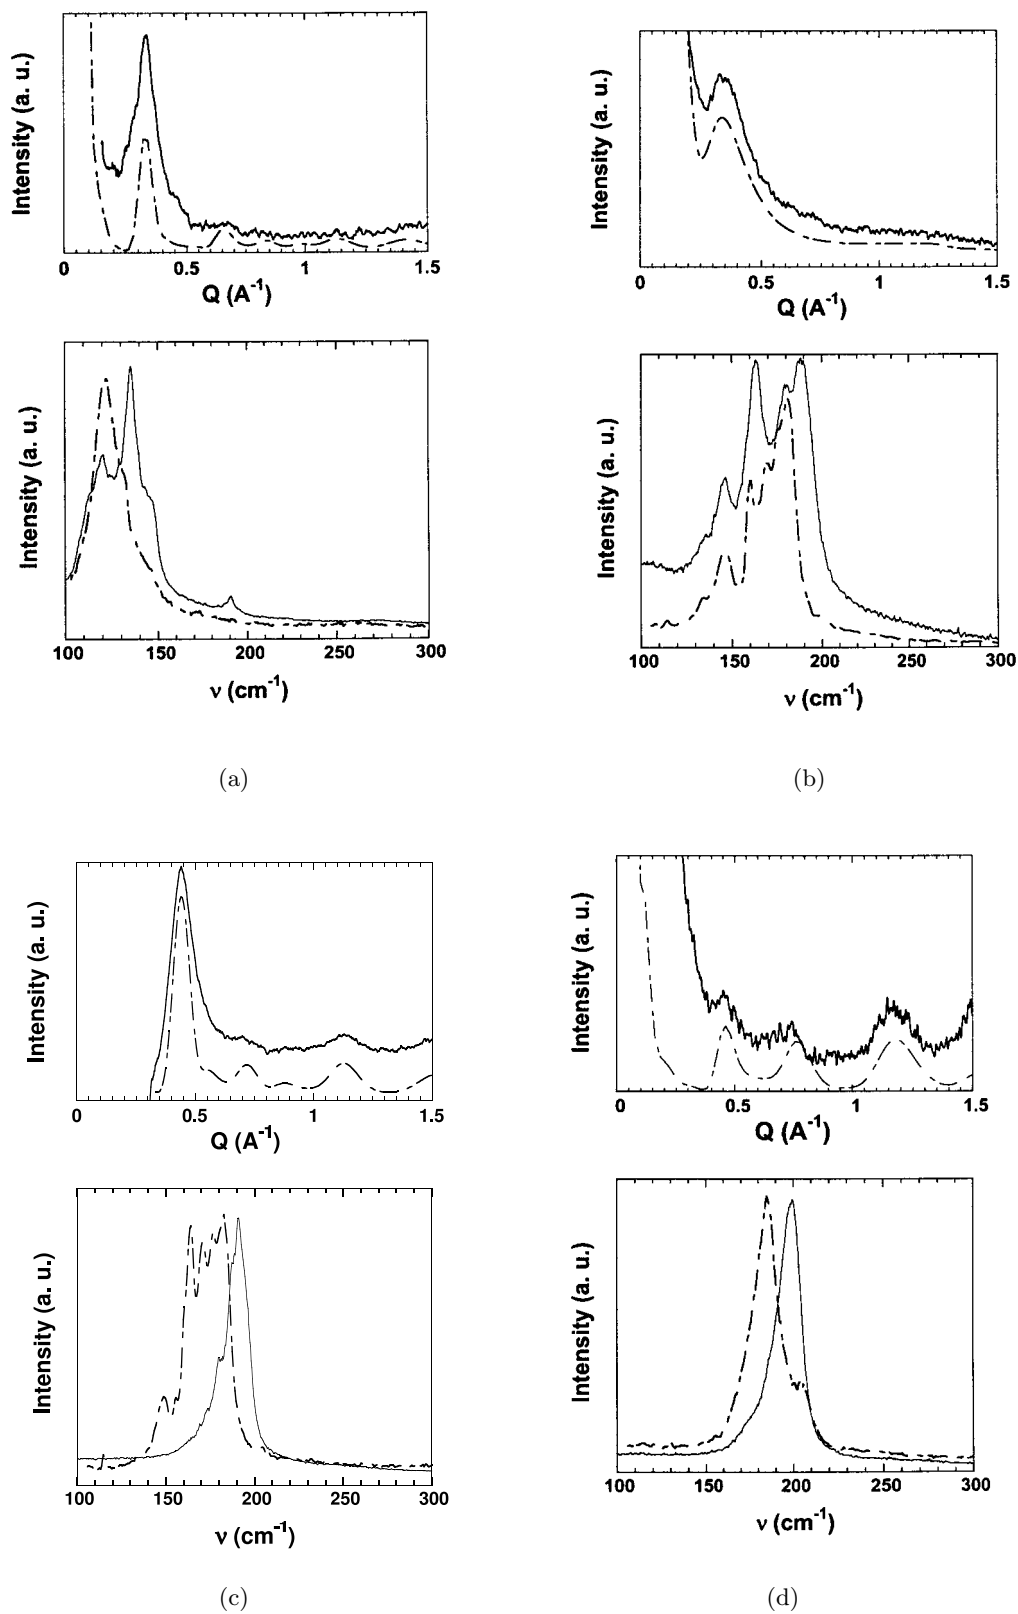 Intensity (a. u.)
0 0.5 1 1.5
Q (A⁻¹)
Intensity (a. u.)
100 150 200 250 300
ν (cm⁻¹)
(a)
Intensity (a. u.)
0 0.5 1 1.5
Q (A⁻¹)
Intensity (a. u.)
100 150 200 250 300
ν (cm⁻¹)
(b)
Intensity (a. u.)
0 0.5 1 1.5
Q (A⁻¹)
Intensity (a. u.)
100 150 200 250 300
ν (cm⁻¹)
(c)
Intensity (a. u.)
0 0.5 1 1.5
Q (A⁻¹)
Intensity (a. u.)
100 150 200 250 300
ν (cm⁻¹)
(d)